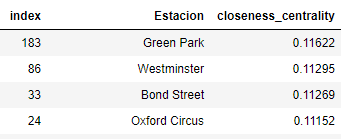 index Estacion closeness_centrality
183 Green Park 0.11622
86 Westminster 0.11295
33 Bond Street 0.11269
24 Oxford Circus 0.11152